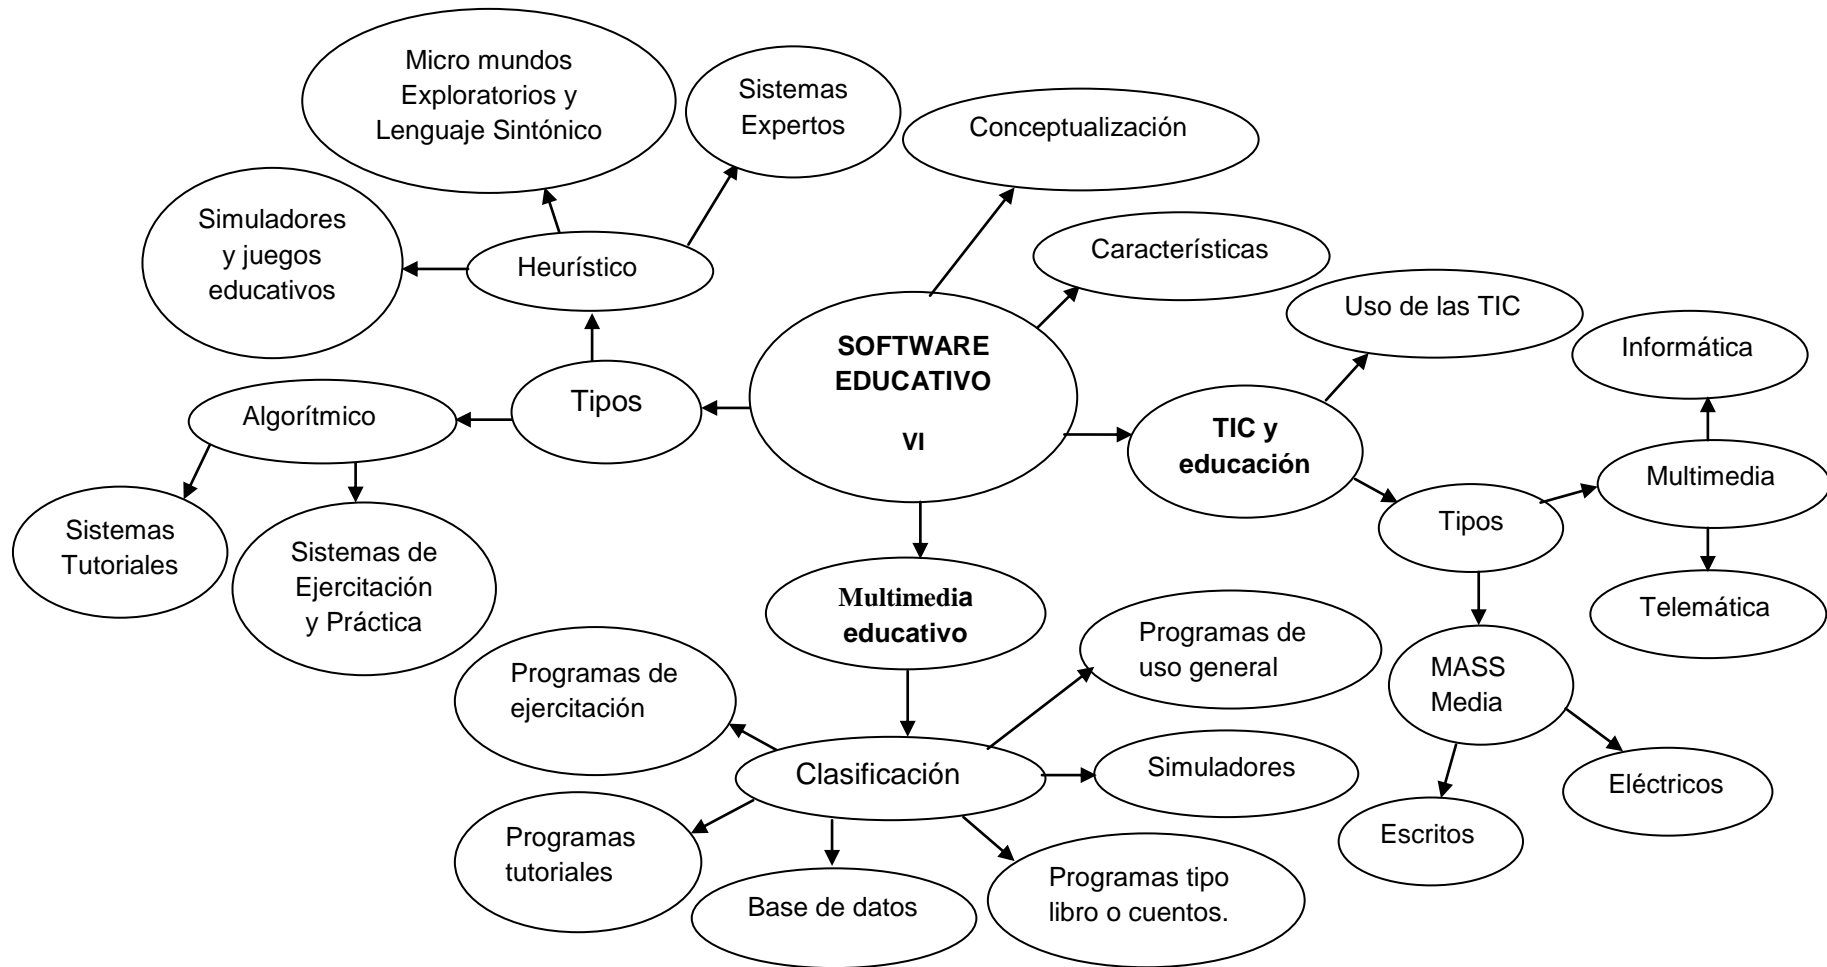 Micro mundos
Exploratorios y
Lenguaje Sintónico
Sistemas
Expertos
Conceptualización
Simuladores
y juegos
educativos
Heurístico
Características
Uso de las TIC
Informática
SOFTWARE
EDUCATIVO
VI
Tipos
Algorítmico
TIC y
educación
Multimedia
Tipos
Sistemas
Tutoriales
Sistemas de
Ejercitación
y Práctica
Multimedia
educativo
Telemática
Programas de
uso general
MASS
Media
Programas de
ejercitación
Clasificación
Simuladores
Eléctricos
Escritos
Programas
tutoriales
Base de datos
Programas tipo
libro o cuentos.